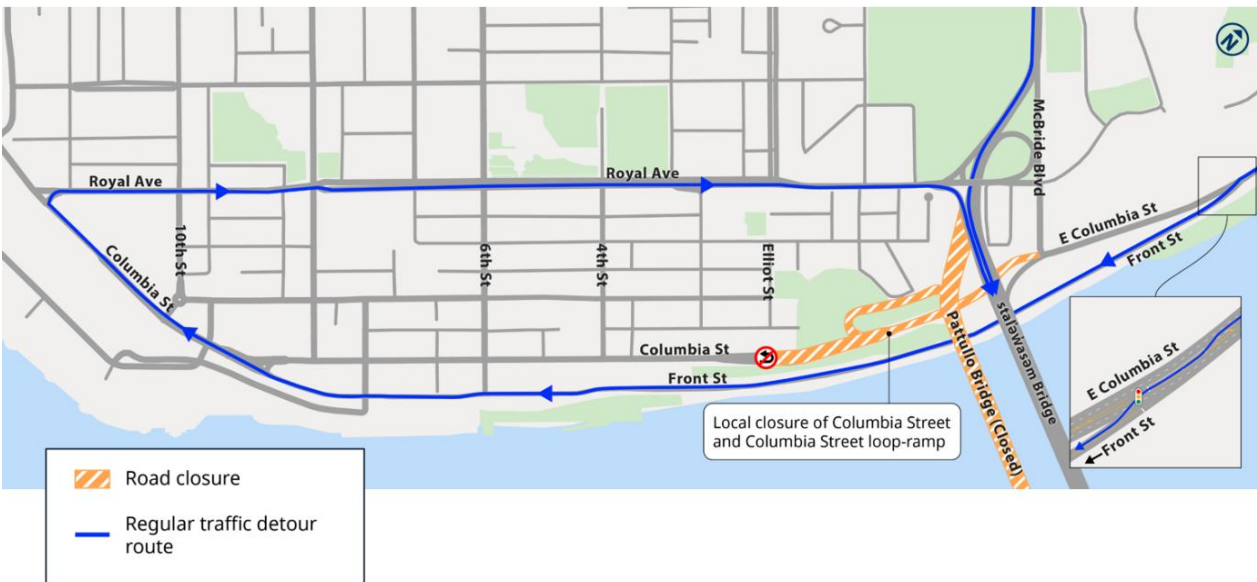 N
McBride Blvd
Royal Ave
Royal Ave
10th St
6th St
4th St
Elliot St
E Columbia St
Front St
Columbia St
Columbia St
Front St
Pattullo Bridge (Closed)
stal̓əw̓asəm Bridge
Local closure of Columbia Street
and Columbia Street loop-ramp
E Columbia St
Front St
Road closure
Regular traffic detour
route